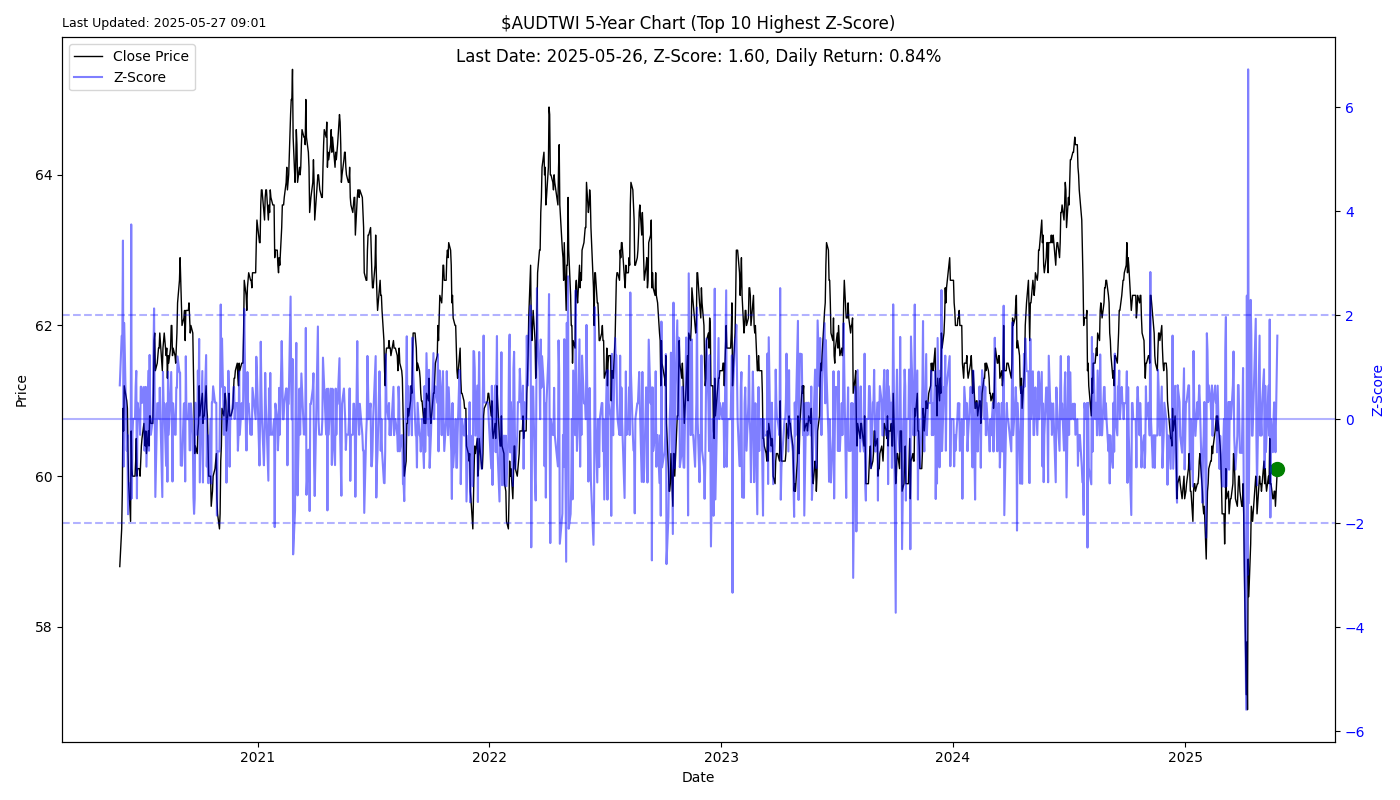 Last Updated: 2025-05-27 09:01
$AUDTWI 5-Year Chart (Top 10 Highest Z-Score)
Last Date: 2025-05-26, Z-Score: 1.60, Daily Return: 0.84%
Close Price
Z-Score
64
62
60
58
Price
6
4
2
0
−2
−4
−6
Z-Score
2021
2022
2023
2024
2025
Date